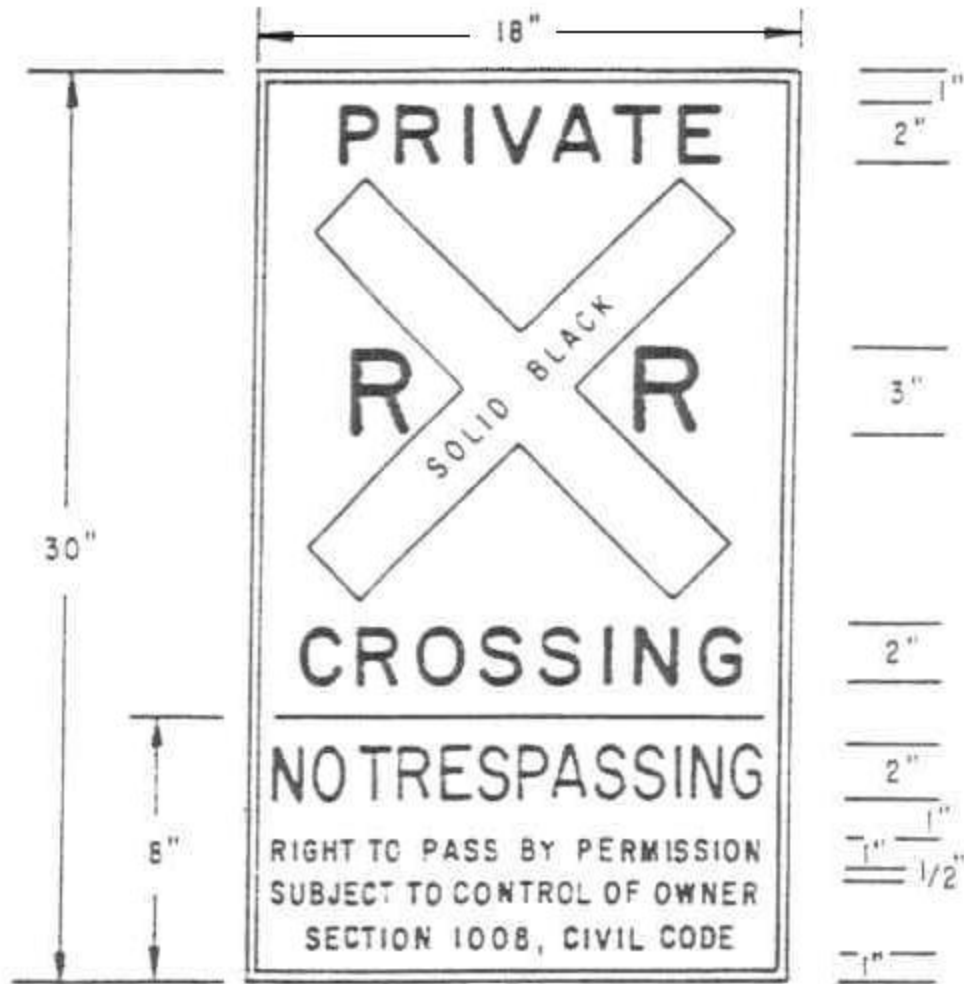 18"
1"
PRIVATE
2"
SOLID BLACK
R R
3"
30"
CROSSING
2"
NO TRESPASSING
2"
1"
8"
RIGHT TO PASS BY PERMISSION
1"
1/2"
SUBJECT TO CONTROL OF OWNER
SECTION 1008, CIVIL CODE
1"